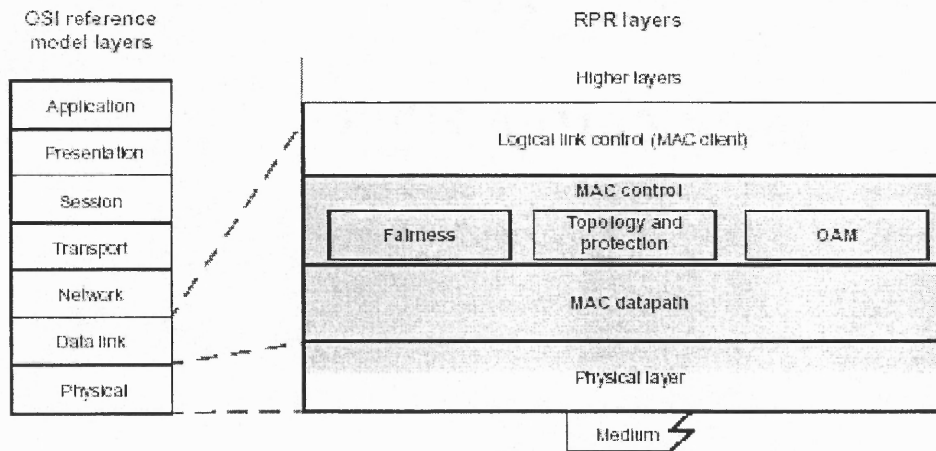 OSI reference
model layers
RPR layers
Application
Presentation
Session
Transport
Network
Data link
Physical
Higher layers
Logical link control (MAC client)
MAC control
Fairness
Topology and
protection
OAM
MAC datapath
Physical layer
Medium